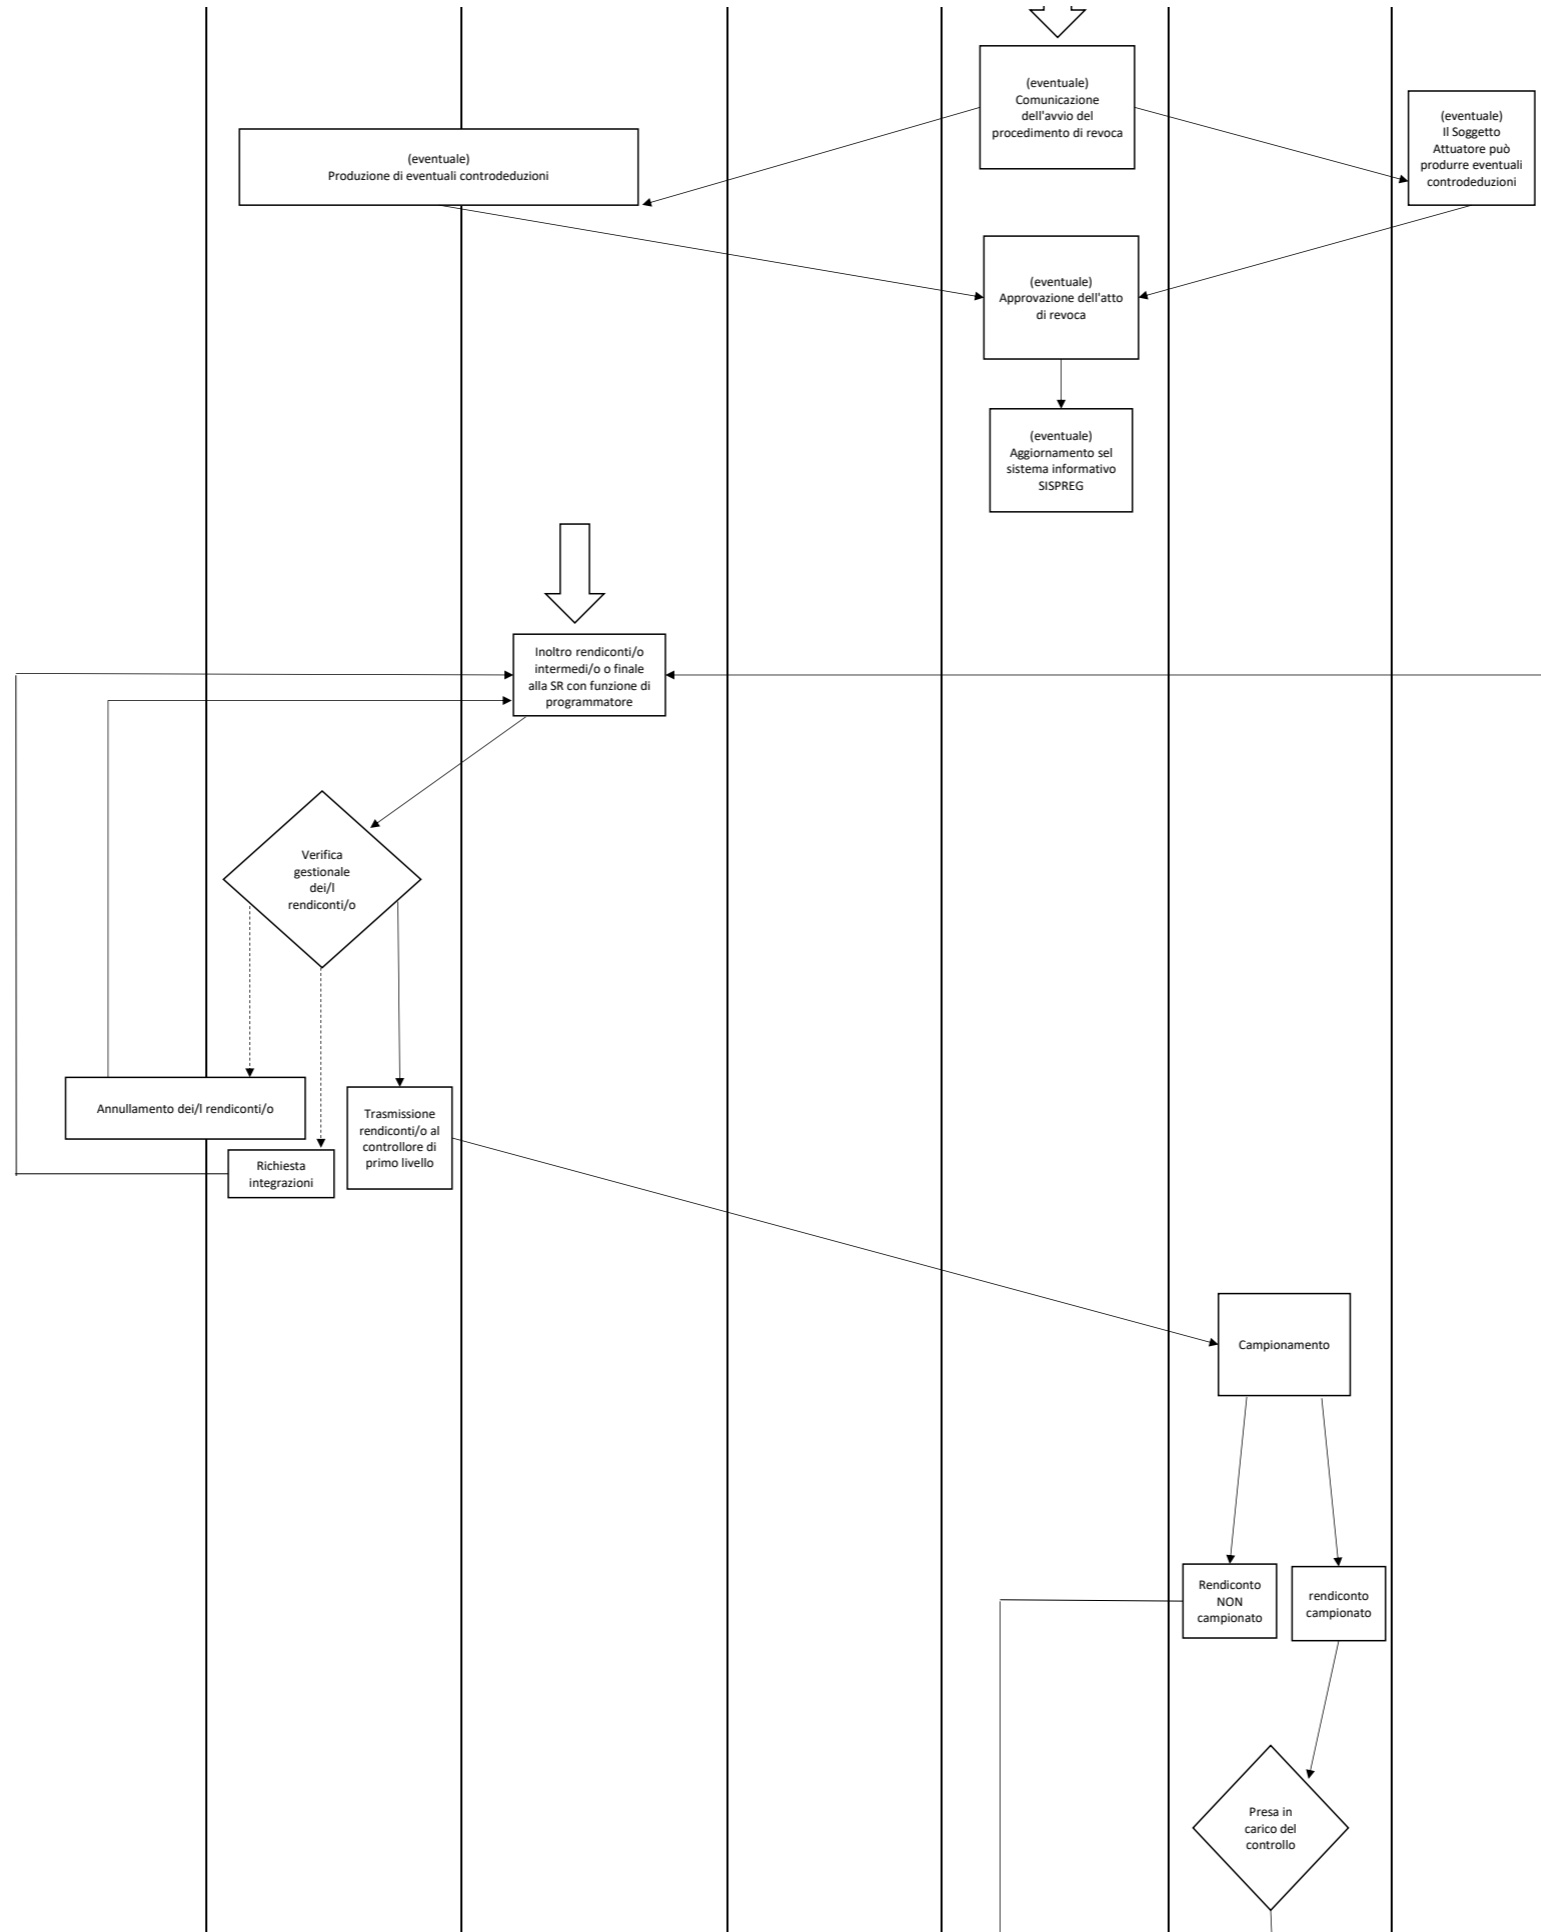 (eventuale)
Comunicazione
dell'avvio del
procedimento di revoca
(eventuale)
Il Soggetto
Attuatore può
produrre eventuali
controdeduzioni
(eventuale)
Produzione di eventuali controdeduzioni
(eventuale)
Approvazione dell'atto
di revoca
(eventuale)
Aggiornamento sel
sistema informativo
SISPREG
Inoltro rendiconti/o
intermedi/o o finale
alla SR con funzione di
programmatore
Verifica
gestionale
dei/l
rendiconti/o
Annullamento dei/l rendiconti/o
Richiesta
integrazioni
Trasmissione
rendiconti/o al
controllore di
primo livello
Campionamento
Rendiconto
NON
campionato
rendiconto
campionato
Presa in
carico del
controllo